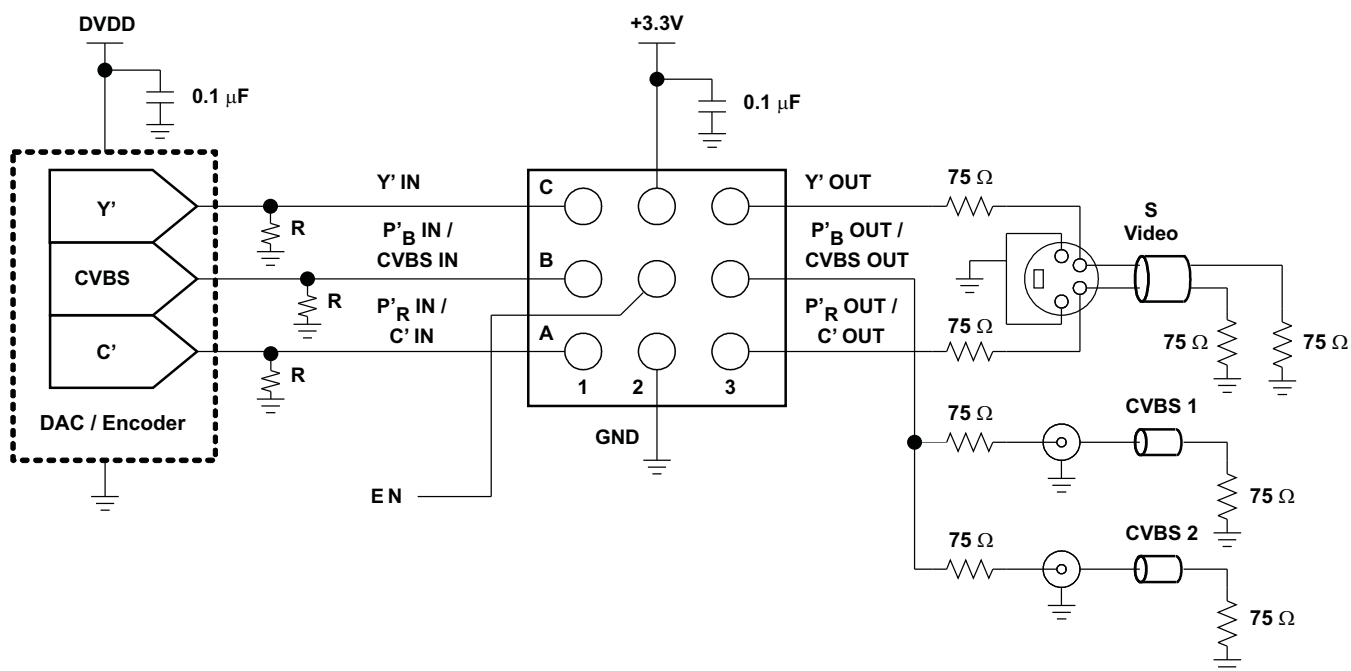 DVDD
0.1 μF
+3.3V
0.1 μF
Y'
CVBS
C'
DAC / Encoder
R
R
R
Y' IN
P'B IN /
CVBS IN
P'R IN /
C' IN
EN
C
B
A
1 2 3
GND
Y' OUT
P'B OUT /
CVBS OUT
P'R OUT /
C' OUT
75 Ω
75 Ω
S
Video
75 Ω
75 Ω
75 Ω
CVBS 1
75 Ω
75 Ω
CVBS 2
75 Ω